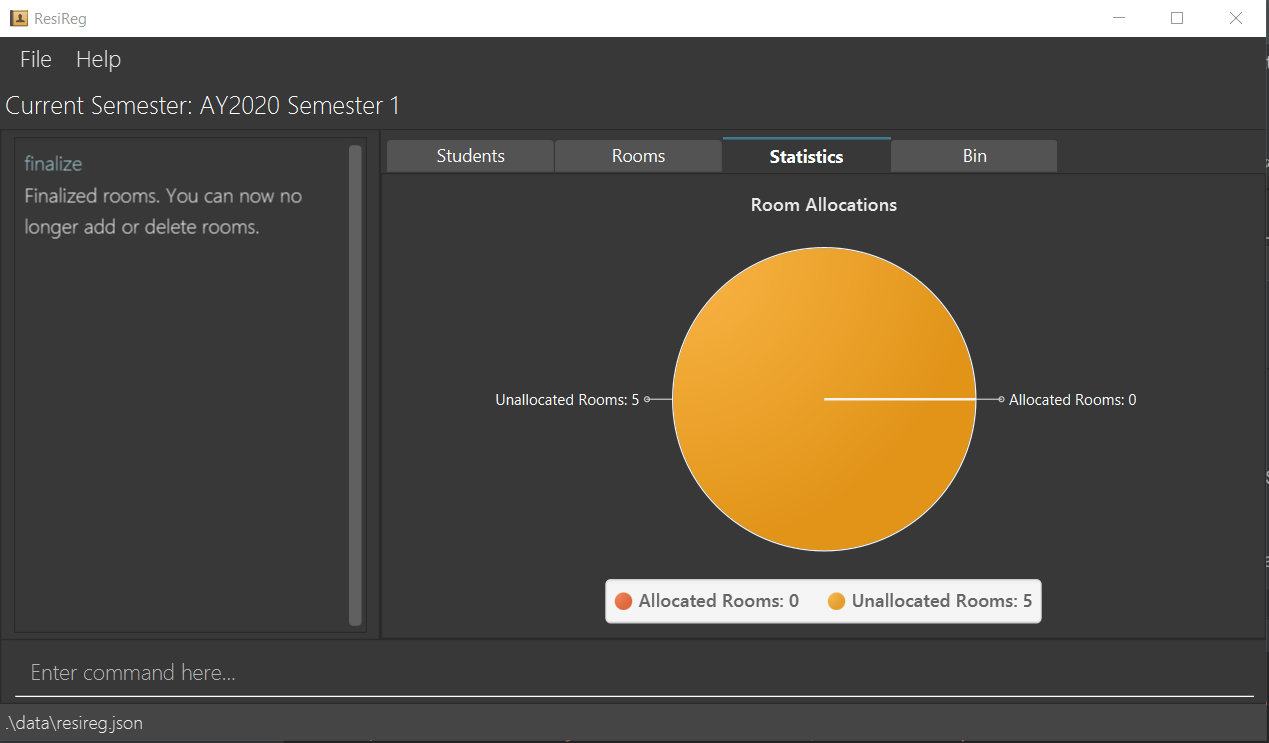 ResiReg
File Help
Current Semester: AY2020 Semester 1
finalize
Finalized rooms. You can now no
longer add or delete rooms.
Students Rooms Statistics Bin
Room Allocations
Unallocated Rooms: 5 Allocated Rooms: 0
Allocated Rooms: 0 Unallocated Rooms: 5
Enter command here...
.\data\resireg.json